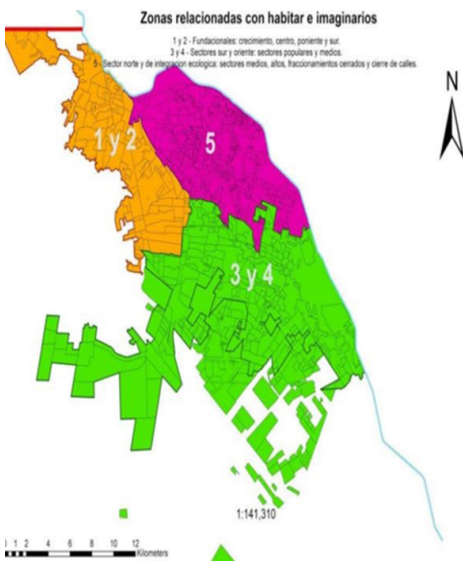 Zonas relacionadas con habitar e imaginarios
1 y 2 - Fundacionales: crecimiento, centro, poniente y sur.
3 y 4 - Sectores sur y oriente: sectores populares y medios.
5 - Sector norte y de integracion ecologica: sectores medios, altos, fraccionamientos cerrados y cierre de calles.
N
1 y 2
5
3 y 4
1:141,310
0 1 2 4 6 8 10 12
Kilometers